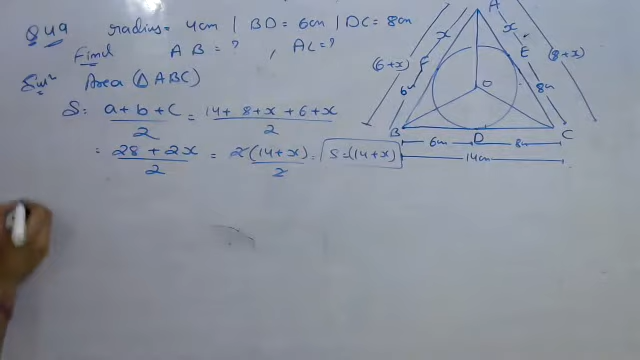 Q 49 radius = 4cm | BD = 6cm | DC = 8cm
Find AB = ? , AC = ?
Sol^n Area (△ABC)
S = a + b + c / 2 = 14 + 8 + x + 6 + x / 2
= 28 + 2x / 2 = 2(14 + x) / 2 = S = (14 + x)
A
x x
(6+x) F E (8+x)
6cm O 8cm
B D C
6cm 8cm
14cm